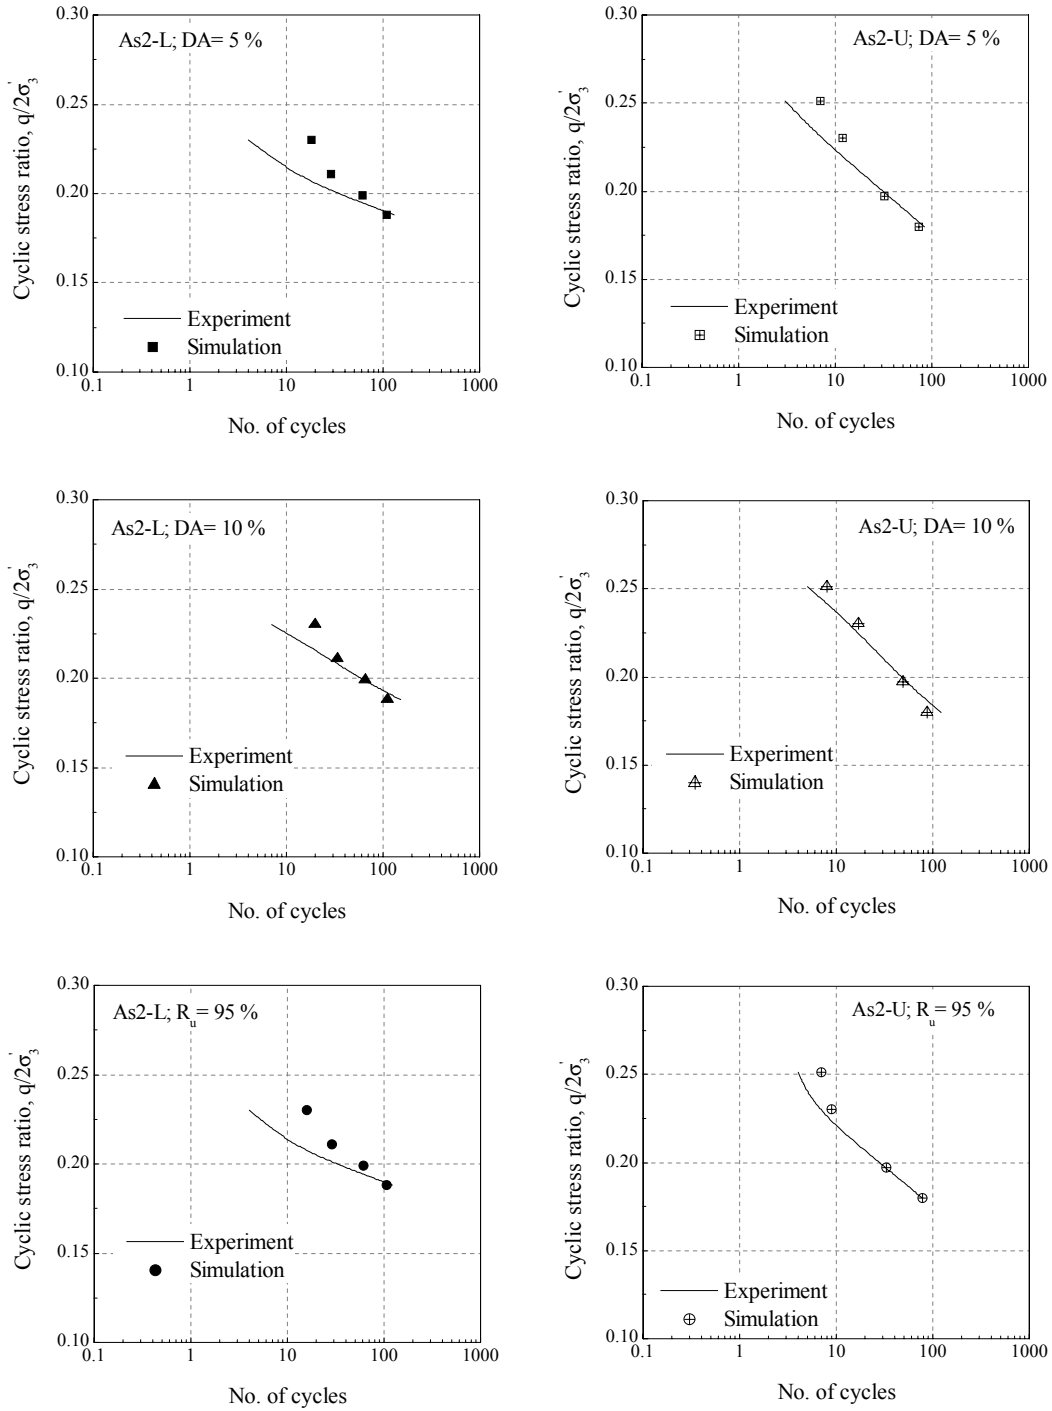 As2-L; DA= 5 %
Cyclic stress ratio, q/2σ₃'
0.30
0.25
0.20
0.15
0.10
Experiment
Simulation
0.1 1 10 100 1000
No. of cycles
As2-U; DA= 5 %
Cyclic stress ratio, q/2σ₃'
0.30
0.25
0.20
0.15
0.10
Experiment
Simulation
0.1 1 10 100 1000
No. of cycles
As2-L; DA= 10 %
Cyclic stress ratio, q/2σ₃'
0.30
0.25
0.20
0.15
0.10
Experiment
Simulation
0.1 1 10 100 1000
No. of cycles
As2-U; DA= 10 %
Cyclic stress ratio, q/2σ₃'
0.30
0.25
0.20
0.15
0.10
Experiment
Simulation
0.1 1 10 100 1000
No. of cycles
As2-L; Rᵤ= 95 %
Cyclic stress ratio, q/2σ₃'
0.30
0.25
0.20
0.15
0.10
Experiment
Simulation
0.1 1 10 100 1000
No. of cycles
As2-U; Rᵤ= 95 %
Cyclic stress ratio, q/2σ₃'
0.30
0.25
0.20
0.15
0.10
Experiment
Simulation
0.1 1 10 100 1000
No. of cycles